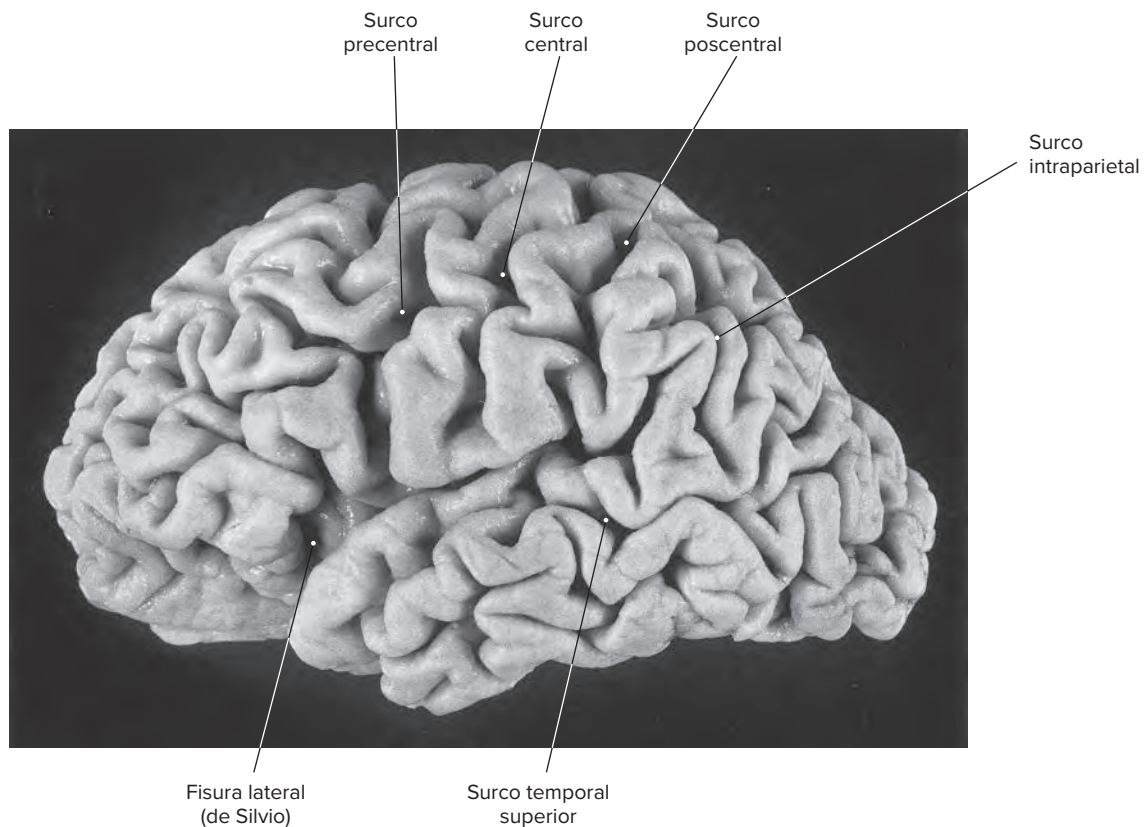 Surco
precentral
Surco
central
Surco
poscentral
Surco
intraparietal
Fisura lateral
(de Silvio)
Surco temporal
superior